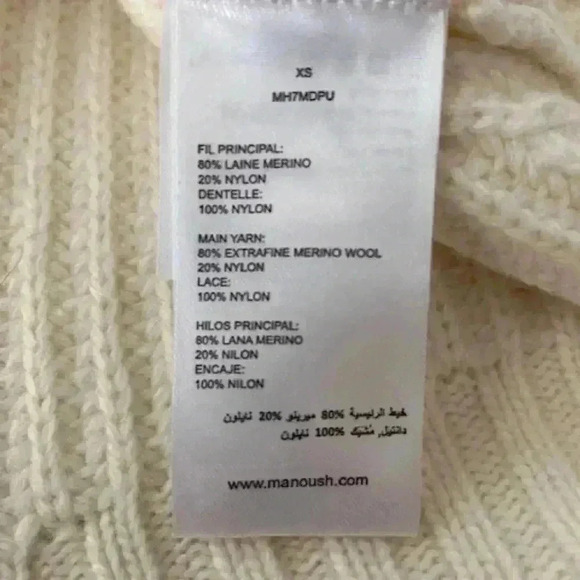 XS
MH7MDPU
FIL PRINCIPAL:
80% LAINE MERINO
20% NYLON
DENTELLE:
100% NYLON
MAIN YARN:
80% EXTRAFINE MERINO WOOL
20% NYLON
LACE:
100% NYLON
HILOS PRINCIPAL:
80% LANA MERINO
20% NILON
ENCAJE:
100% NILON
خيط الرئيسية 80% ميرينو 20% نايلون
دانتيل, مُشَبَك 100% نايلون
www.manoush.com